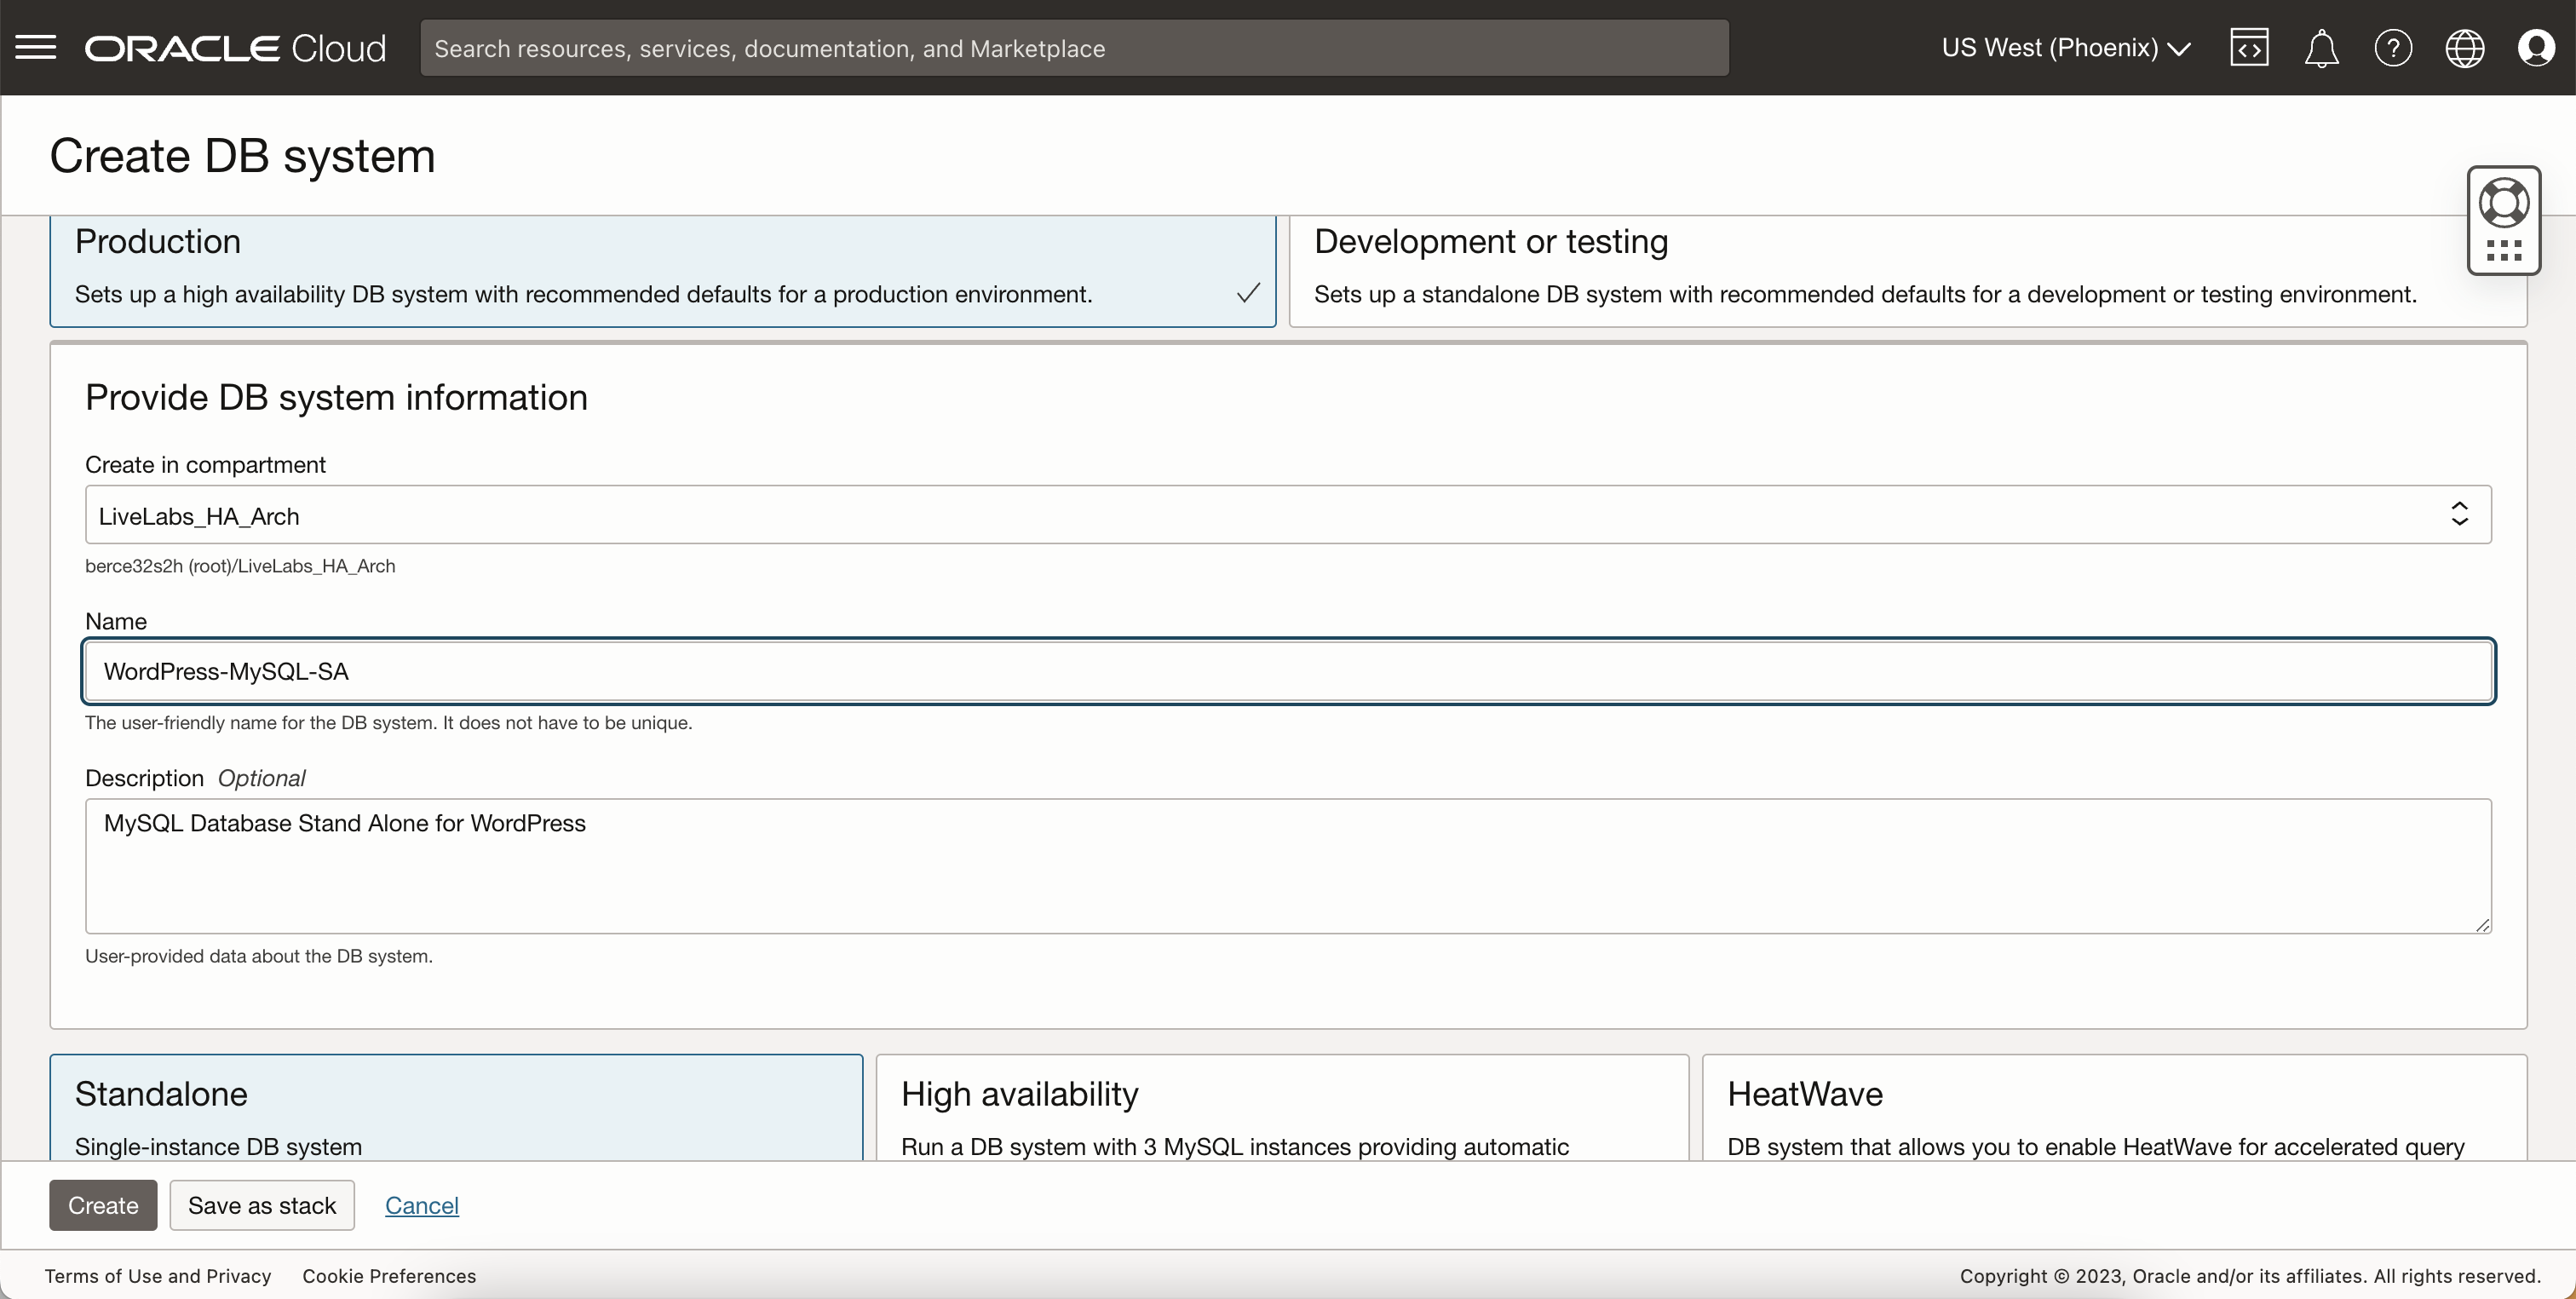 ORACLE Cloud
Search resources, services, documentation, and Marketplace
US West (Phoenix)
Create DB system
Production
Sets up a high availability DB system with recommended defaults for a production environment.
Development or testing
Sets up a standalone DB system with recommended defaults for a development or testing environment.
Provide DB system information
Create in compartment
LiveLabs_HA_Arch
berce32s2h (root)/LiveLabs_HA_Arch
Name
WordPress-MySQL-SA
The user-friendly name for the DB system. It does not have to be unique.
Description Optional
MySQL Database Stand Alone for WordPress
User-provided data about the DB system.
Standalone
Single-instance DB system
High availability
Run a DB system with 3 MySQL instances providing automatic
HeatWave
DB system that allows you to enable HeatWave for accelerated query
Create
Save as stack
Cancel
Terms of Use and Privacy
Cookie Preferences
Copyright © 2023, Oracle and/or its affiliates. All rights reserved.